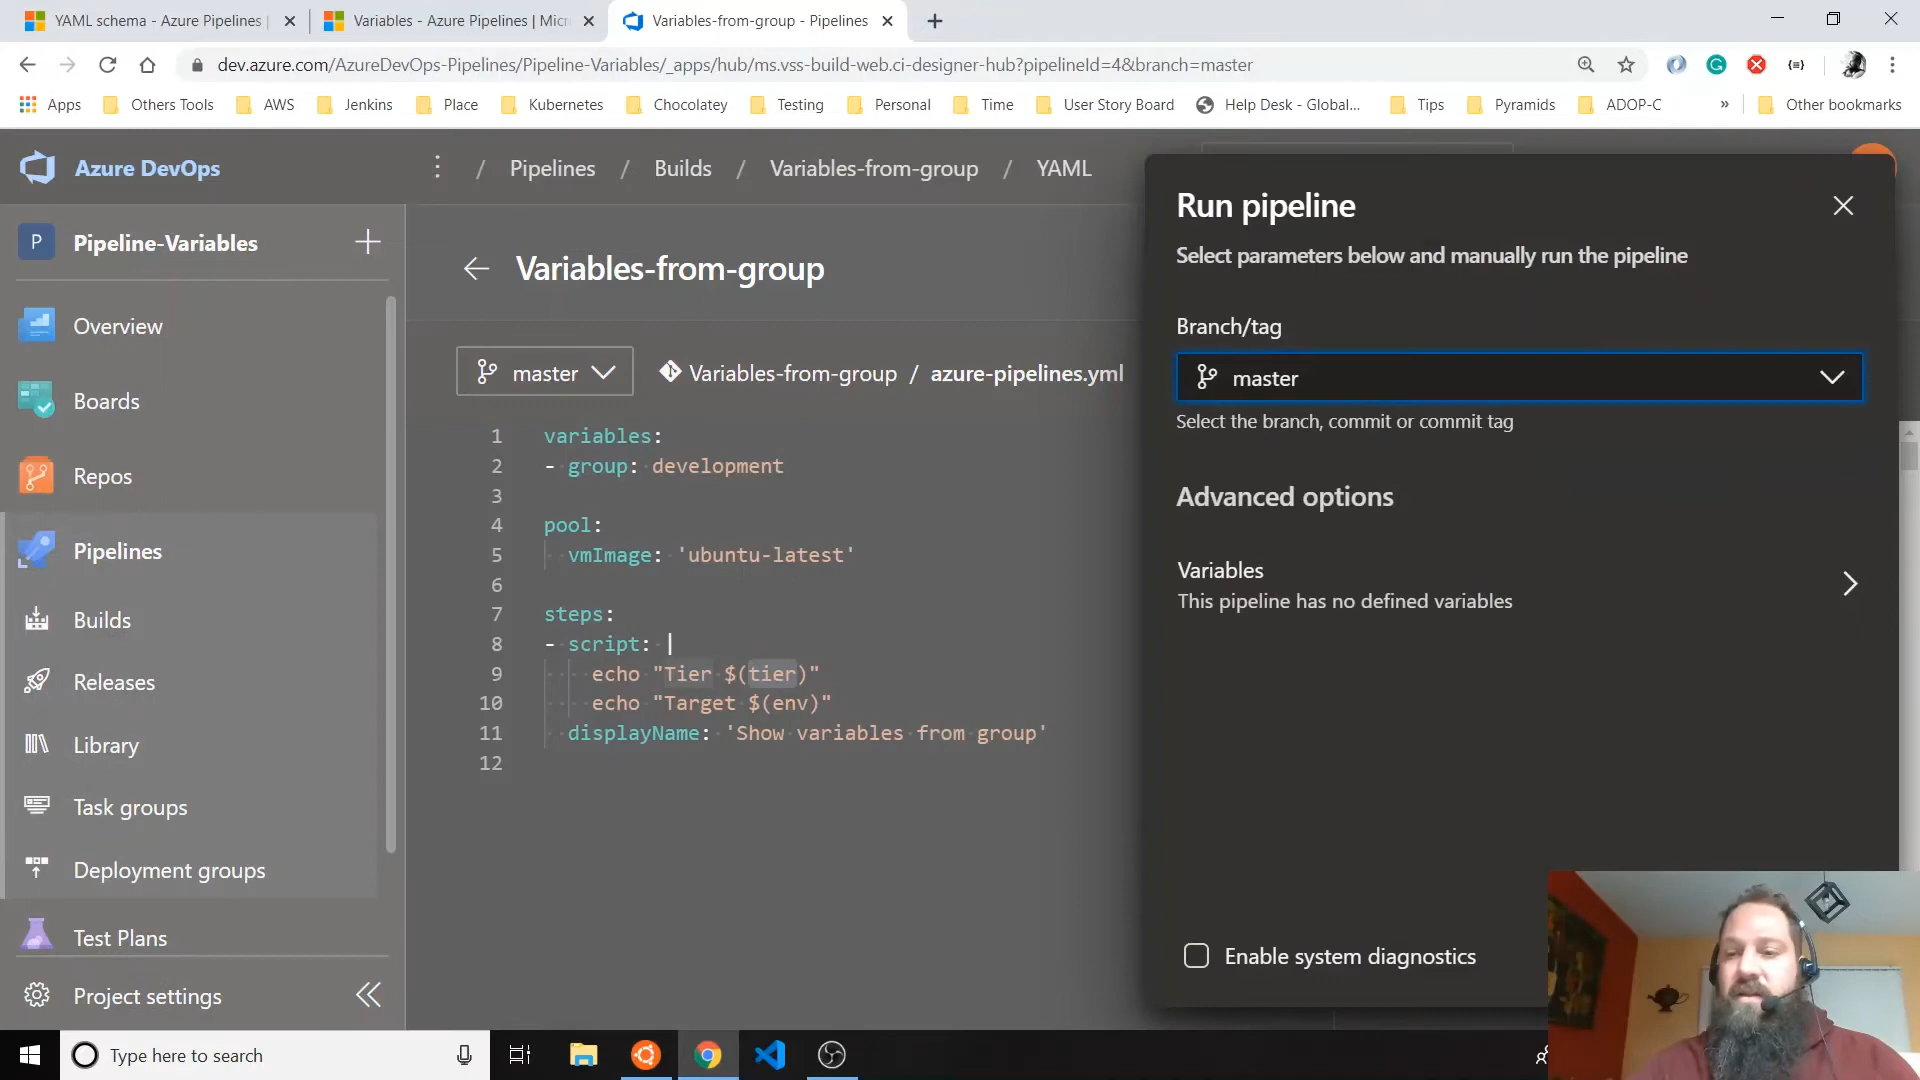 YAML schema - Azure Pipelines |
Variables - Azure Pipelines | Micr
Variables-from-group - Pipelines
dev.azure.com/AzureDevOps-Pipelines/Pipeline-Variables/_apps/hub/ms.vss-build-web.ci-designer-hub?pipelineId=4&branch=master
Apps Others Tools AWS Jenkins Place Kubernetes Chocolatey Testing Personal Time User Story Board Help Desk - Global... Tips Pyramids ADOP-C » Other bookmarks
Azure DevOps
/ Pipelines / Builds / Variables-from-group / YAML
P Pipeline-Variables
Overview
Boards
Repos
Pipelines
Builds
Releases
Library
Task groups
Deployment groups
Test Plans
Project settings
Variables-from-group
master
Variables-from-group / azure-pipelines.yml
1 variables:
2 - group: development
3
4 pool:
5 vmImage: 'ubuntu-latest'
6
7 steps:
8 - script: |
9 echo "Tier $(tier)"
10 echo "Target $(env)"
11 displayName: 'Show variables from group'
12
Run pipeline
Select parameters below and manually run the pipeline
Branch/tag
master
Select the branch, commit or commit tag
Advanced options
Variables
This pipeline has no defined variables
Enable system diagnostics
Type here to search